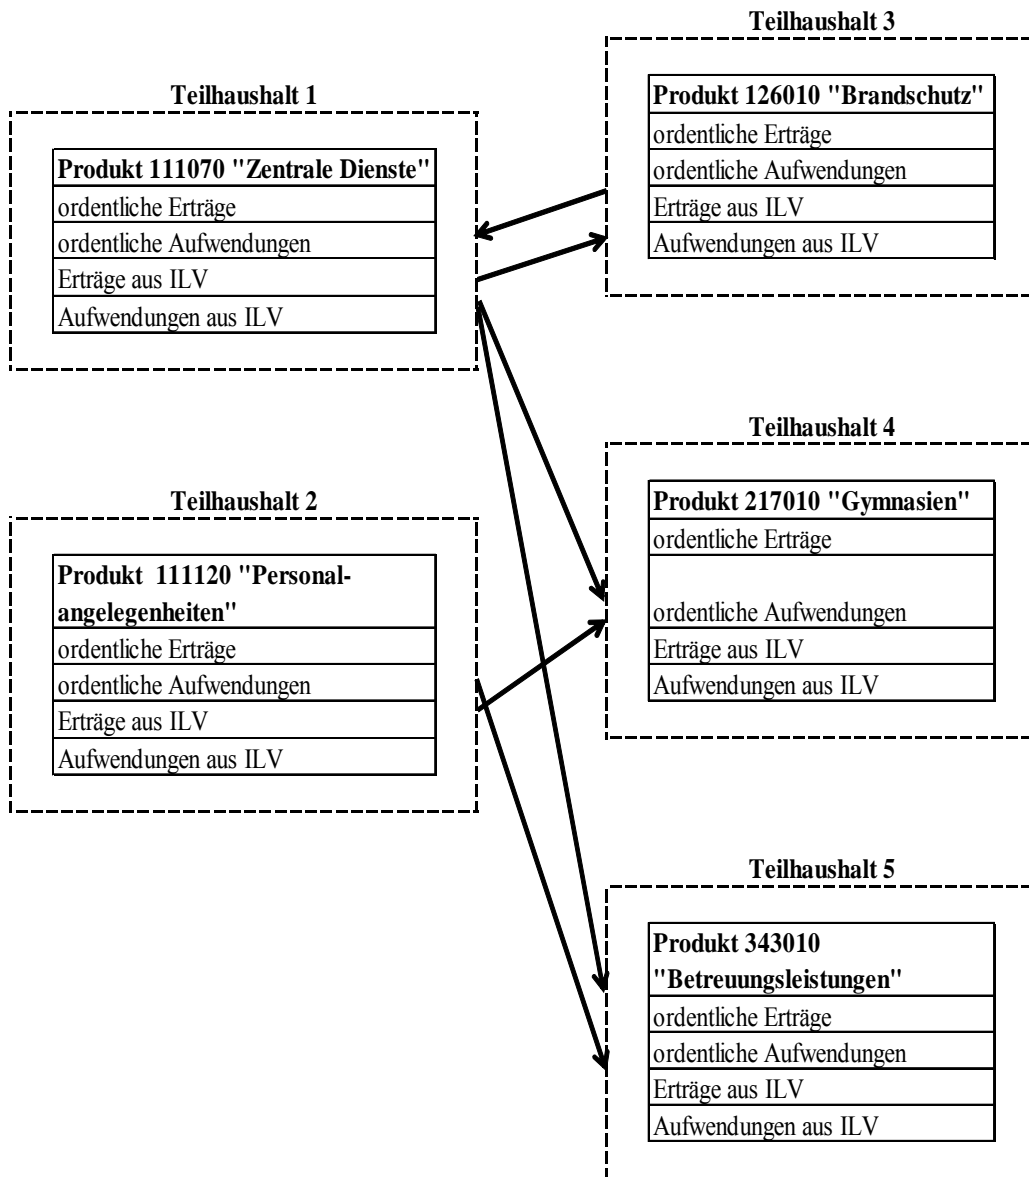 Teilhaushalt 1
Produkt 111070 "Zentrale Dienste"
ordentliche Erträge
ordentliche Aufwendungen
Erträge aus ILV
Aufwendungen aus ILV
Teilhaushalt 2
Produkt 111120 "Personal-
angelegenheiten"
ordentliche Erträge
ordentliche Aufwendungen
Erträge aus ILV
Aufwendungen aus ILV
Teilhaushalt 3
Produkt 126010 "Brandschutz"
ordentliche Erträge
ordentliche Aufwendungen
Erträge aus ILV
Aufwendungen aus ILV
Teilhaushalt 4
Produkt 217010 "Gymnasien"
ordentliche Erträge
ordentliche Aufwendungen
Erträge aus ILV
Aufwendungen aus ILV
Teilhaushalt 5
Produkt 343010
"Betreuungsleistungen"
ordentliche Erträge
ordentliche Aufwendungen
Erträge aus ILV
Aufwendungen aus ILV